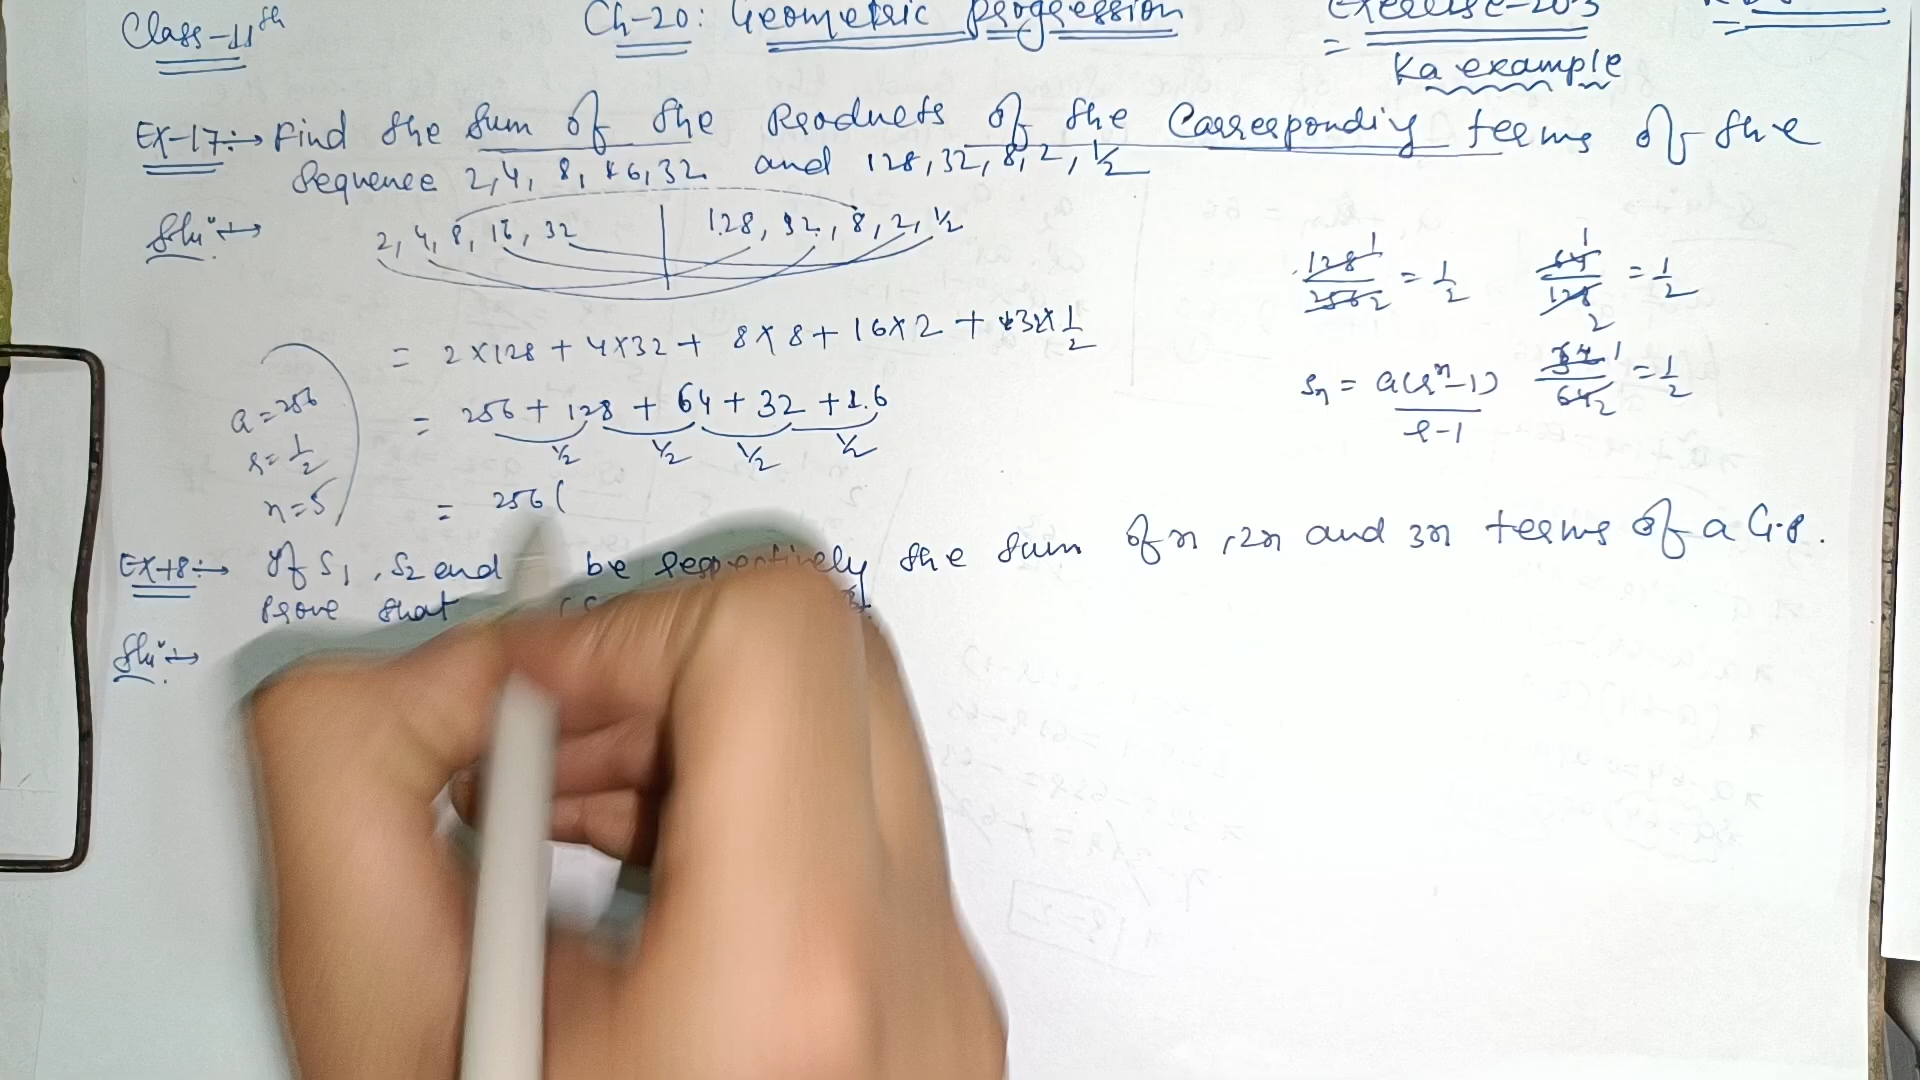 Class-11th
Ch-20: Geometric progression
Exercise-20.3
Ka example
Ex-17:→ Find the Sum of the Products of the Corresponding terms of the
Sequence 2,4, 8, 16,32 and 128,32,8,2,1/2
Solu:→
2, 4, 8, 16, 32 | 128, 32, 8, 2, 1/2
= 2×128 + 4×32 + 8×8 + 16×2 + 32×1/2
= 256 + 128 + 64 + 32 + 16
1/2 1/2 1/2 1/2
a=256
r=1/2
n=5
= 256(
128/256 = 1/2
64/128 = 1/2
Sn = a(r^n-1)/r-1
32/64 = 1/2
Ex-18:→ If S1, S2 and be respectively the sum of n, 2n and 3n terms of a G.P.
Prove that
Solu:→